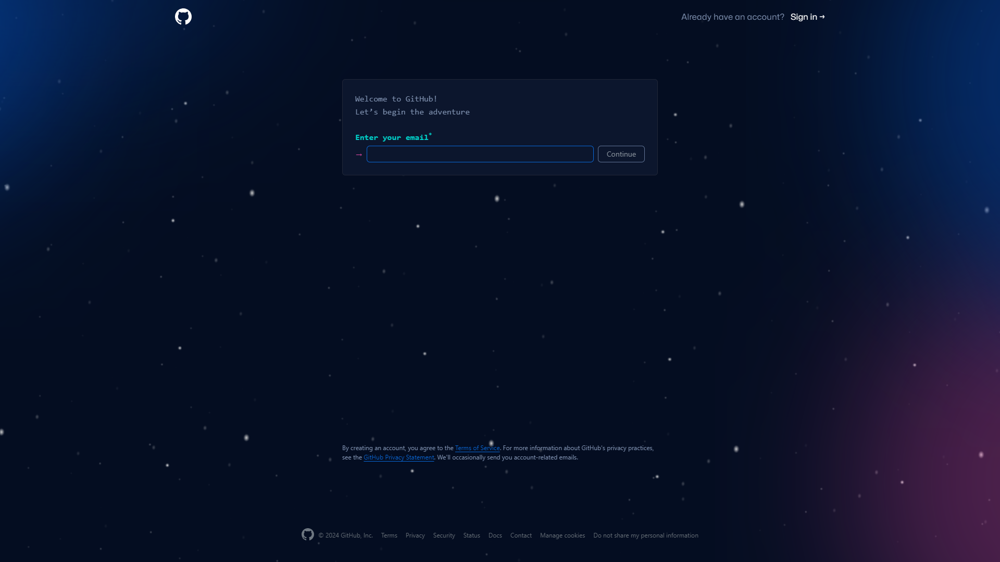 Already have an account? Sign in →
Welcome to GitHub!
Let’s begin the adventure
Enter your email*
→ Continue
By creating an account, you agree to the Terms of Service. For more information about GitHub's privacy practices,
see the GitHub Privacy Statement. We'll occasionally send you account-related emails.
© 2024 GitHub, Inc. Terms Privacy Security Status Docs Contact Manage cookies Do not share my personal information